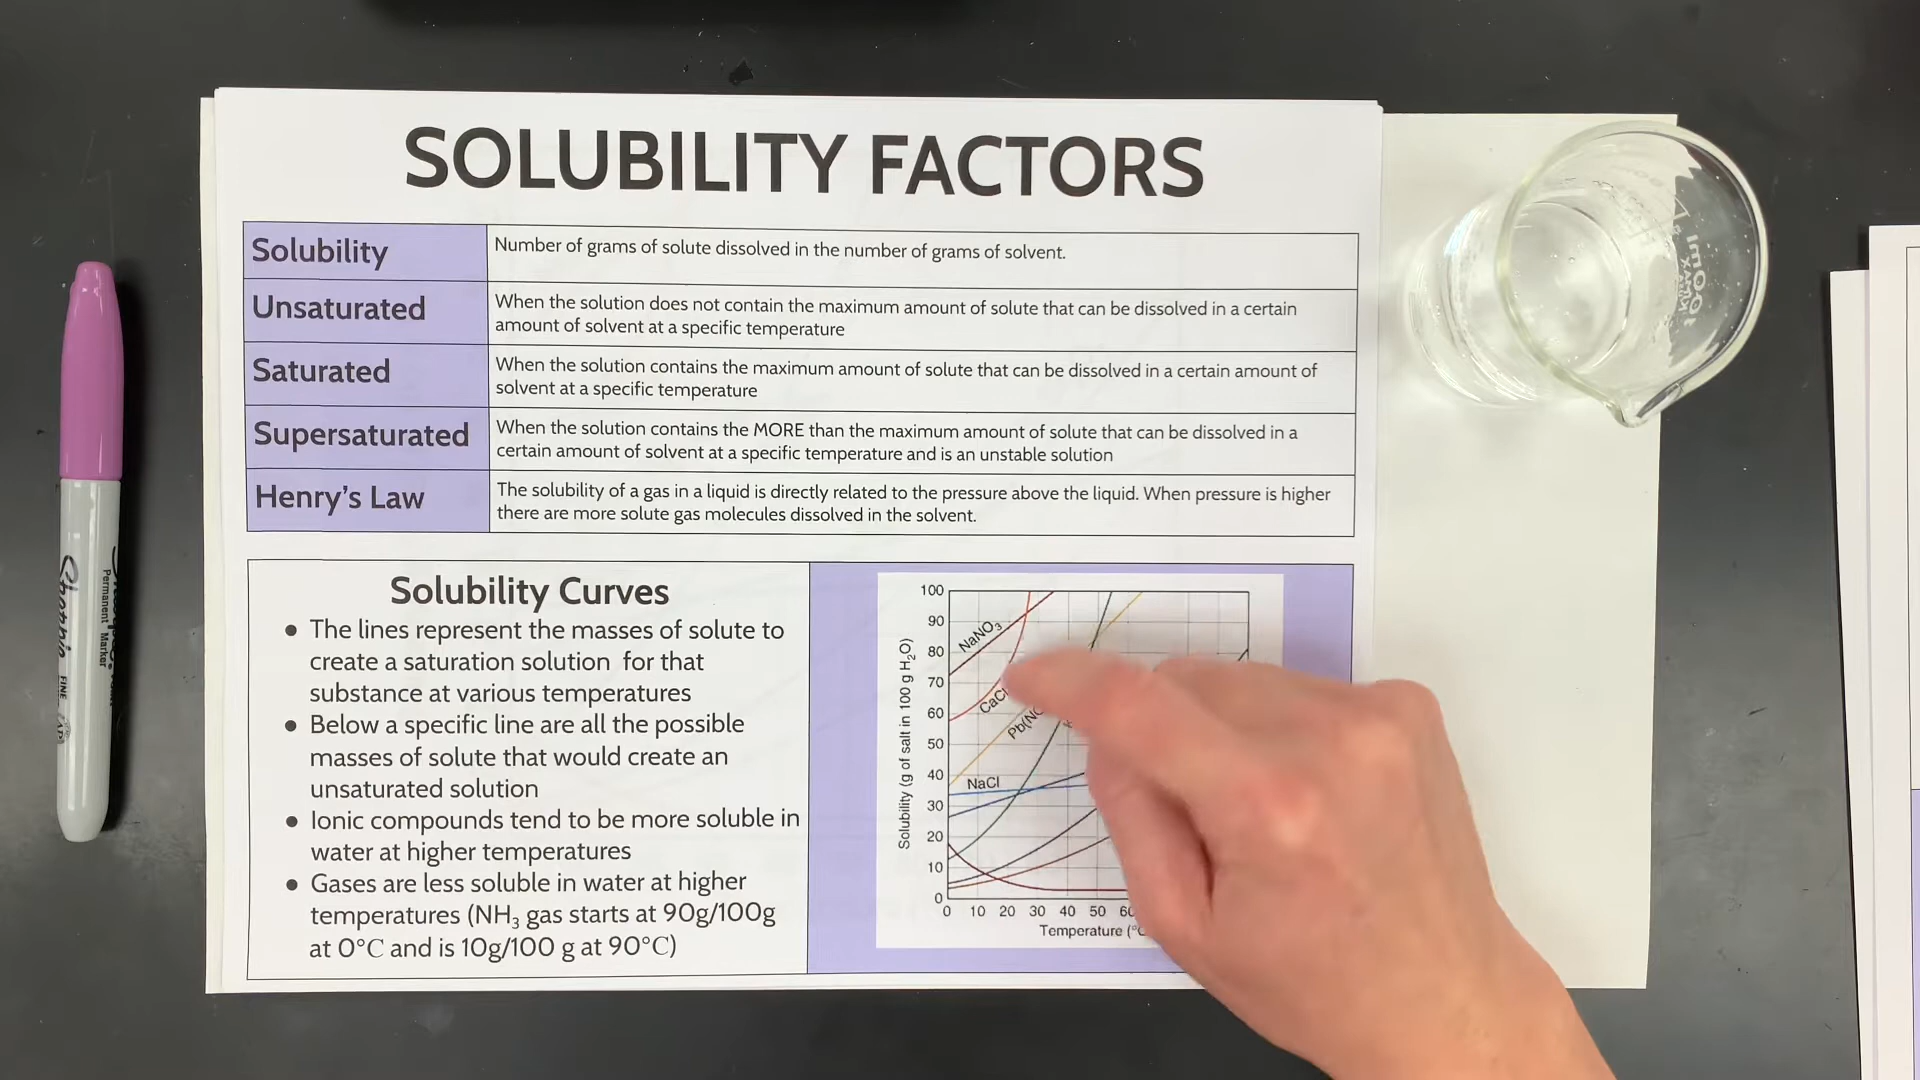 SOLUBILITY FACTORS
Solubility
Number of grams of solute dissolved in the number of grams of solvent.
Unsaturated
When the solution does not contain the maximum amount of solute that can be dissolved in a certain
amount of solvent at a specific temperature
Saturated
When the solution contains the maximum amount of solute that can be dissolved in a certain amount of
solvent at a specific temperature
Supersaturated
When the solution contains the MORE than the maximum amount of solute that can be dissolved in a
certain amount of solvent at a specific temperature and is an unstable solution
Henry's Law
The solubility of a gas in a liquid is directly related to the pressure above the liquid. When pressure is higher
there are more solute gas molecules dissolved in the solvent.
Solubility Curves
● The lines represent the masses of solute to
create a saturation solution for that
substance at various temperatures
● Below a specific line are all the possible
masses of solute that would create an
unsaturated solution
● Ionic compounds tend to be more soluble in
water at higher temperatures
● Gases are less soluble in water at higher
temperatures (NH₃ gas starts at 90g/100g
at 0°C and is 10g/100 g at 90°C)
Solubility (g of salt in 100 g H₂O)
100
90
80
70
60
50
40
30
20
10
0
NaNO₃
CaCl
Pb(NO
NaCl
0 10 20 30 40 50 60
Temperature (°C
Sharpie
FINE
Permanent Marker
100ml